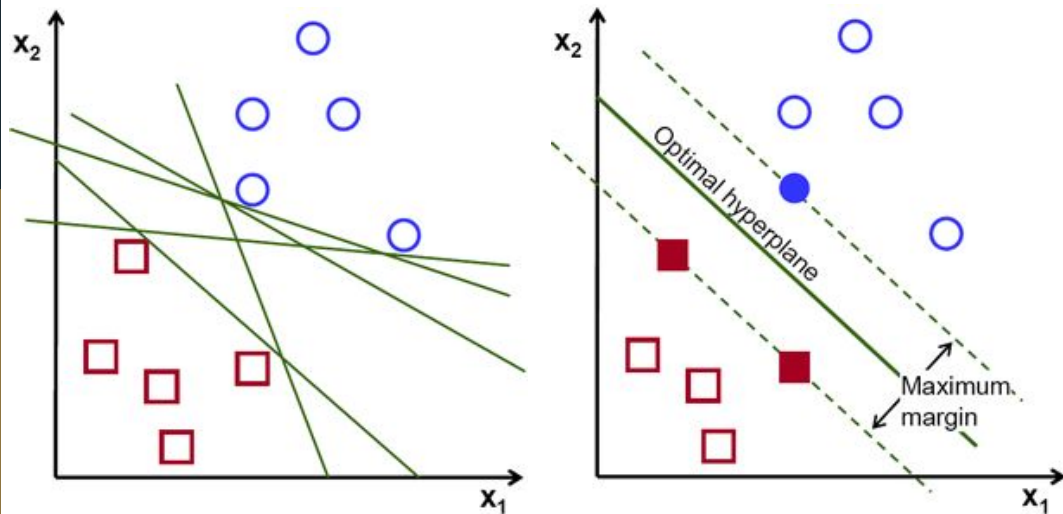 x₂
x₁
x₂
Optimal hyperplane
Maximum
margin
x₁